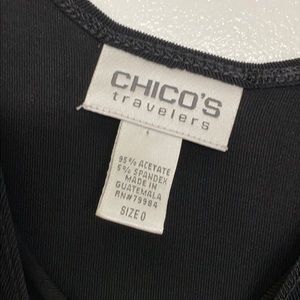 CHICO'S
travelers
95% ACETATE
5% SPANDEX
MADE IN
GUATEMALA
RN#79984
SIZE 0